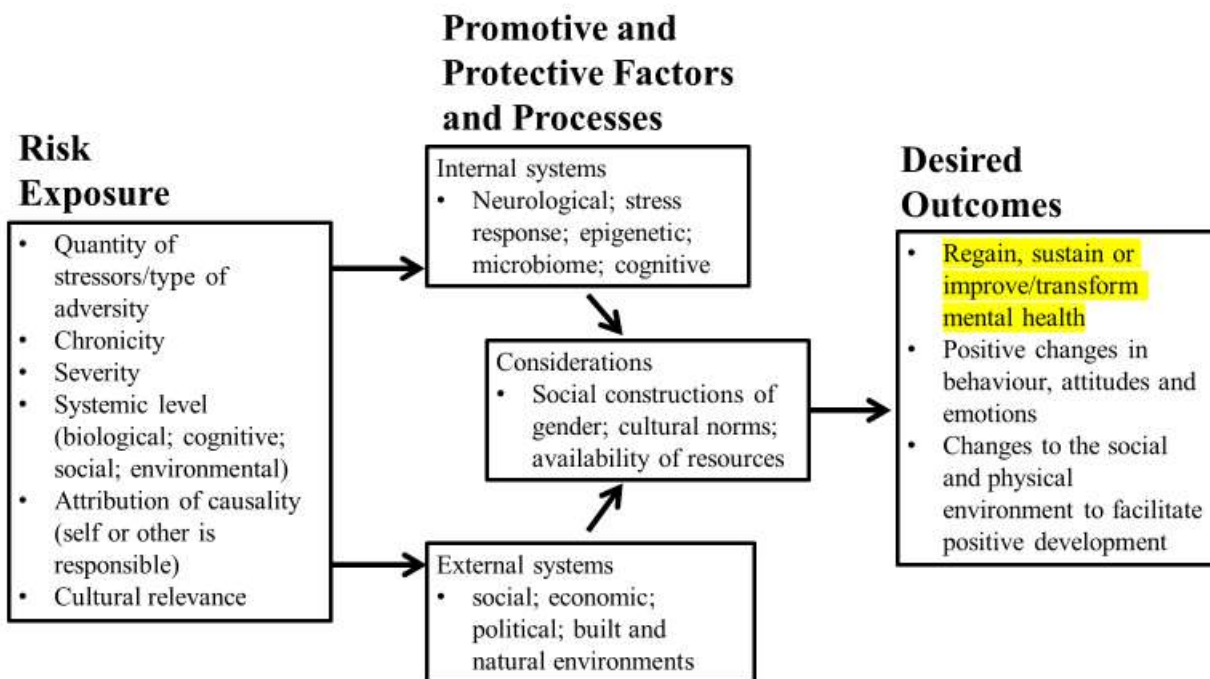 Risk
Exposure
• Quantity of
stressors/type of
adversity
• Chronicity
• Severity
• Systemic level
(biological; cognitive;
social; environmental)
• Attribution of causality
(self or other is
responsible)
• Cultural relevance
Promotive and
Protective Factors
and Processes
Internal systems
• Neurological; stress
response; epigenetic;
microbiome; cognitive
Considerations
• Social constructions of
gender; cultural norms;
availability of resources
External systems
• social; economic;
political; built and
natural environments
Desired
Outcomes
• Regain, sustain or
improve/transform
mental health
• Positive changes in
behaviour, attitudes and
emotions
• Changes to the social
and physical
environment to facilitate
positive development